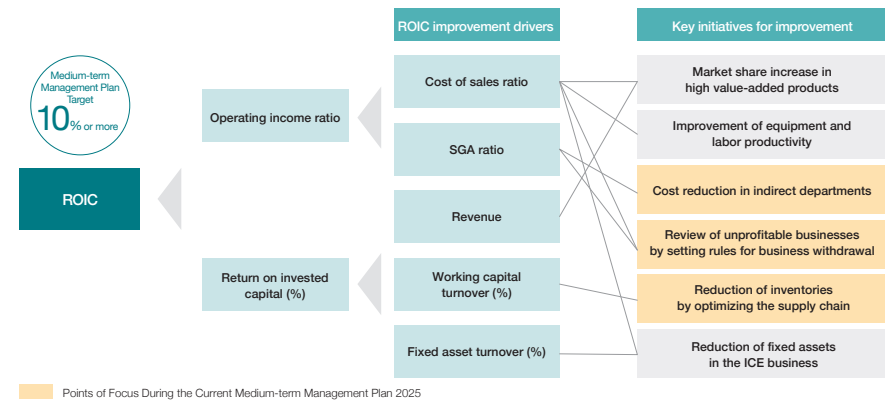 ROIC improvement drivers
Key initiatives for improvement
Medium-term
Management Plan
Target
10% or more
ROIC
Operating income ratio
Return on invested
capital (%)
Cost of sales ratio
SGA ratio
Revenue
Working capital
turnover (%)
Fixed asset turnover (%)
Market share increase in
high value-added products
Improvement of equipment and
labor productivity
Cost reduction in indirect departments
Review of unprofitable businesses
by setting rules for business withdrawal
Reduction of inventories
by optimizing the supply chain
Reduction of fixed assets
in the ICE business
Points of Focus During the Current Medium-term Management Plan 2025